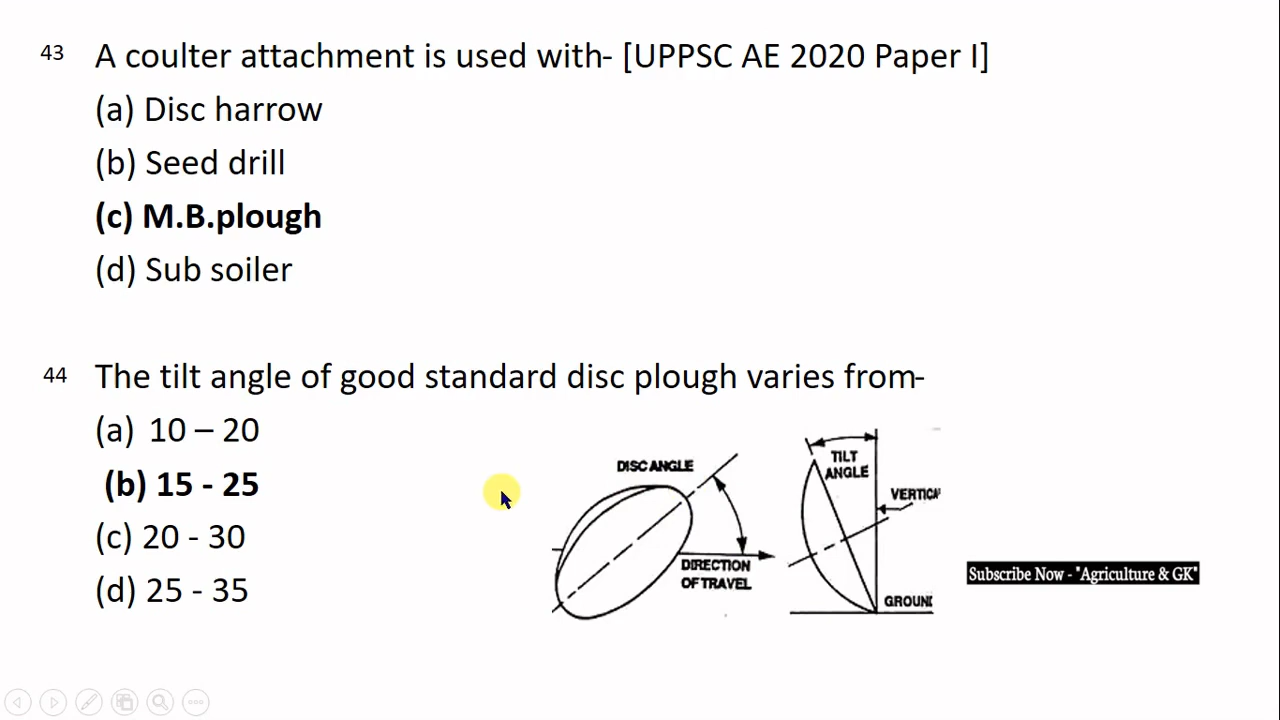 43 A coulter attachment is used with- [UPPSC AE 2020 Paper I]
(a) Disc harrow
(b) Seed drill
(c) M.B.plough
(d) Sub soiler
44 The tilt angle of good standard disc plough varies from-
(a) 10 – 20
(b) 15 - 25
(c) 20 - 30
(d) 25 - 35
DISC ANGLE
DIRECTION
OF TRAVEL
TILT
ANGLE
VERTICA
GROUN
Subscribe Now - "Agriculture & GK"